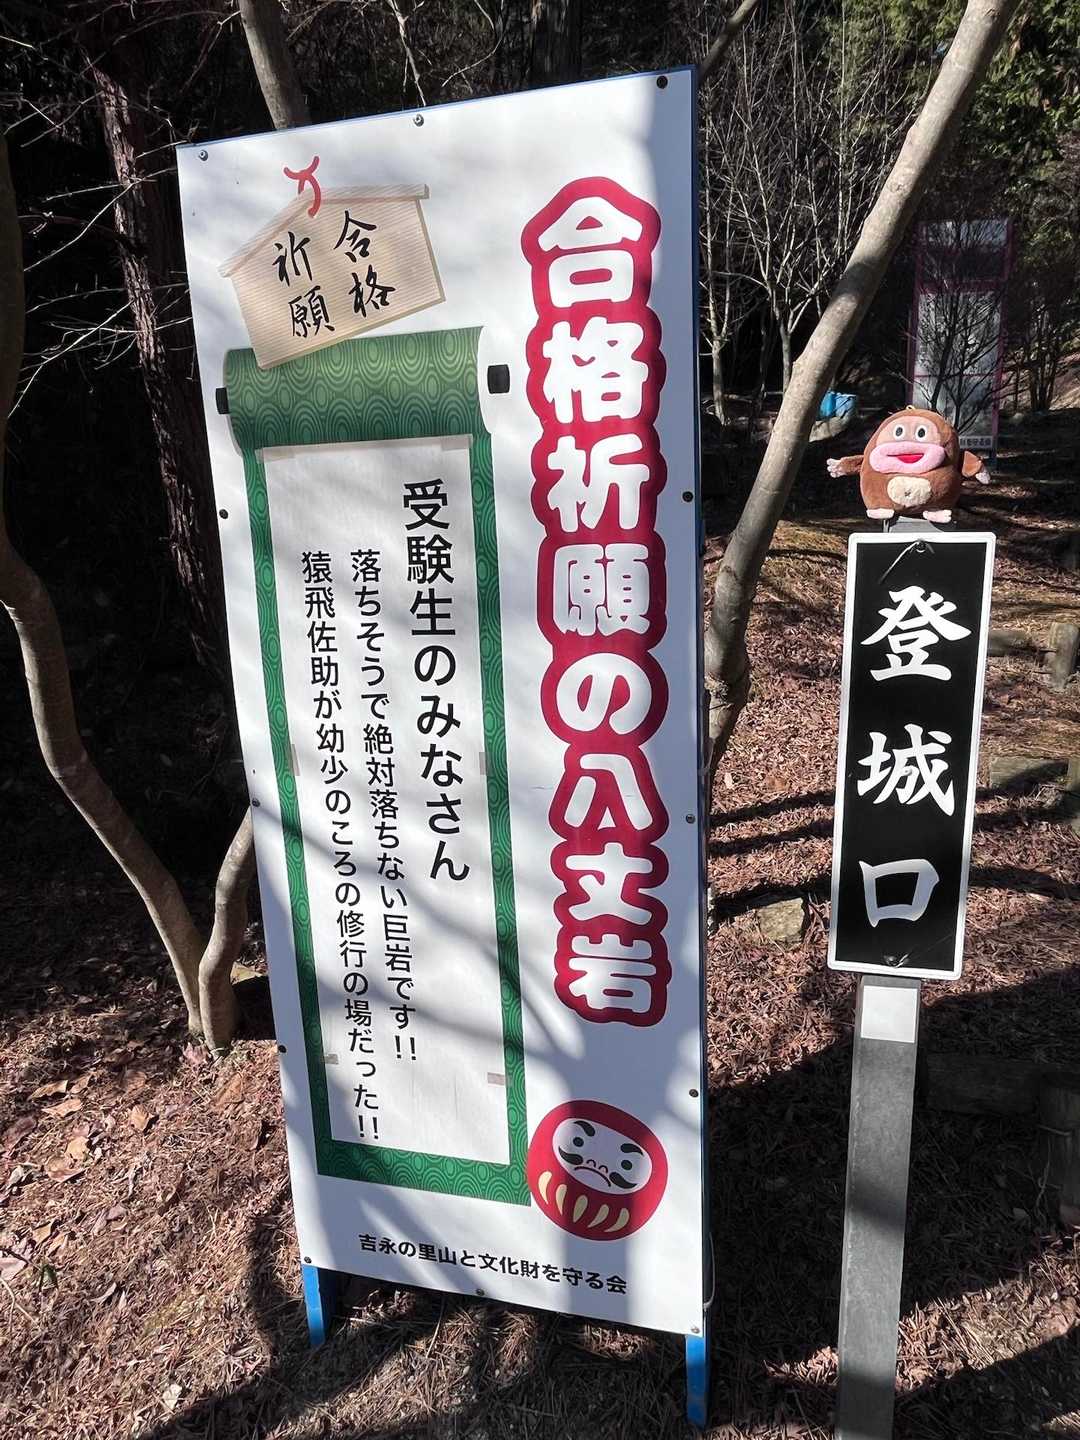 合格祈願の八丈岩
合格
祈願
受験生のみなさん
落ちそうで絶対落ちない巨岩です!!
猿飛佐助が幼少のころの修行の場だった!!
吉永の里山と文化財を守る会
登城口